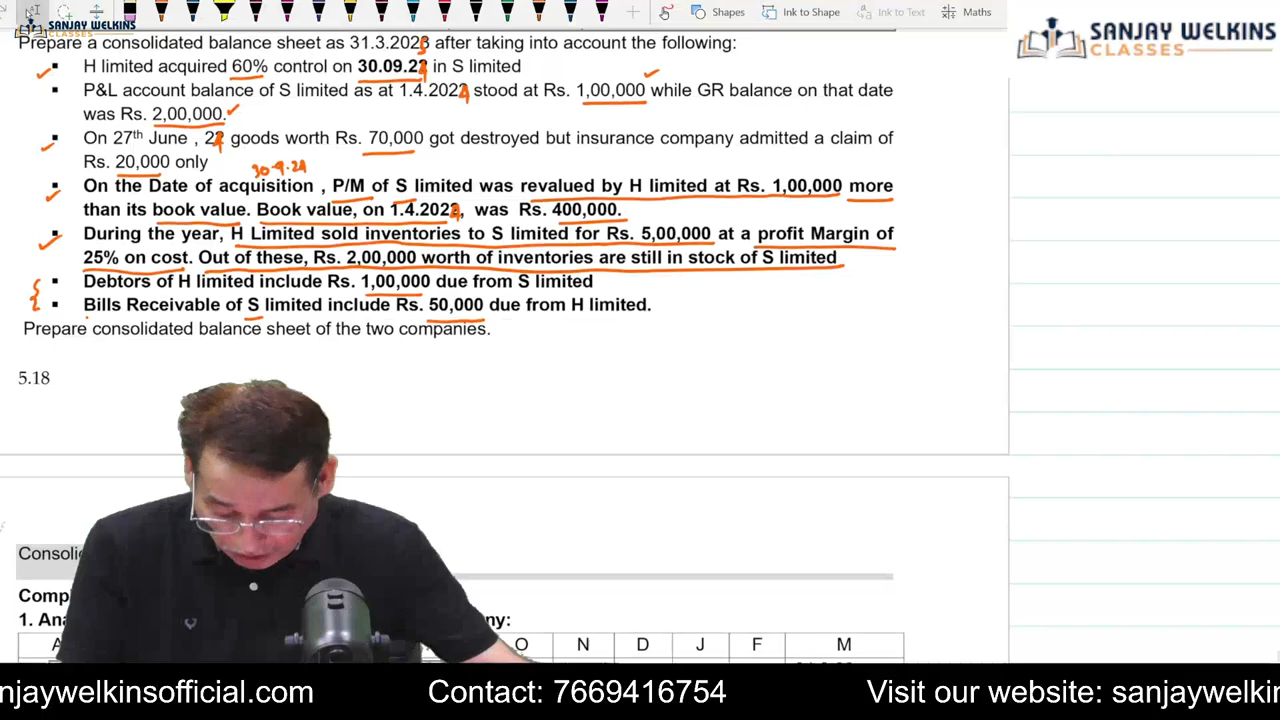 Shapes
Ink to Shape
Ink to Text
Maths
SANJAY WELKINS
CLASSES
SANJAY WELKINS
CLASSES
Prepare a consolidated balance sheet as 31.3.2023 after taking into account the following:
▪ H limited acquired 60% control on 30.09.24 in S limited
▪ P&L account balance of S limited as at 1.4.2024 stood at Rs. 1,00,000 while GR balance on that date
was Rs. 2,00,000.
▪ On 27th June , 24 goods worth Rs. 70,000 got destroyed but insurance company admitted a claim of
Rs. 20,000 only
30-9-24
▪ On the Date of acquisition , P/M of S limited was revalued by H limited at Rs. 1,00,000 more
than its book value. Book value, on 1.4.2022, was Rs. 400,000.
▪ During the year, H Limited sold inventories to S limited for Rs. 5,00,000 at a profit Margin of
25% on cost. Out of these, Rs. 2,00,000 worth of inventories are still in stock of S limited
▪ Debtors of H limited include Rs. 1,00,000 due from S limited
▪ Bills Receivable of S limited include Rs. 50,000 due from H limited.
Prepare consolidated balance sheet of the two companies.
5.18
Consoli
Comp
1. Ana ny:
A O N D J F M
njaywelkinsofficial.com Contact: 7669416754 Visit our website: sanjaywelki